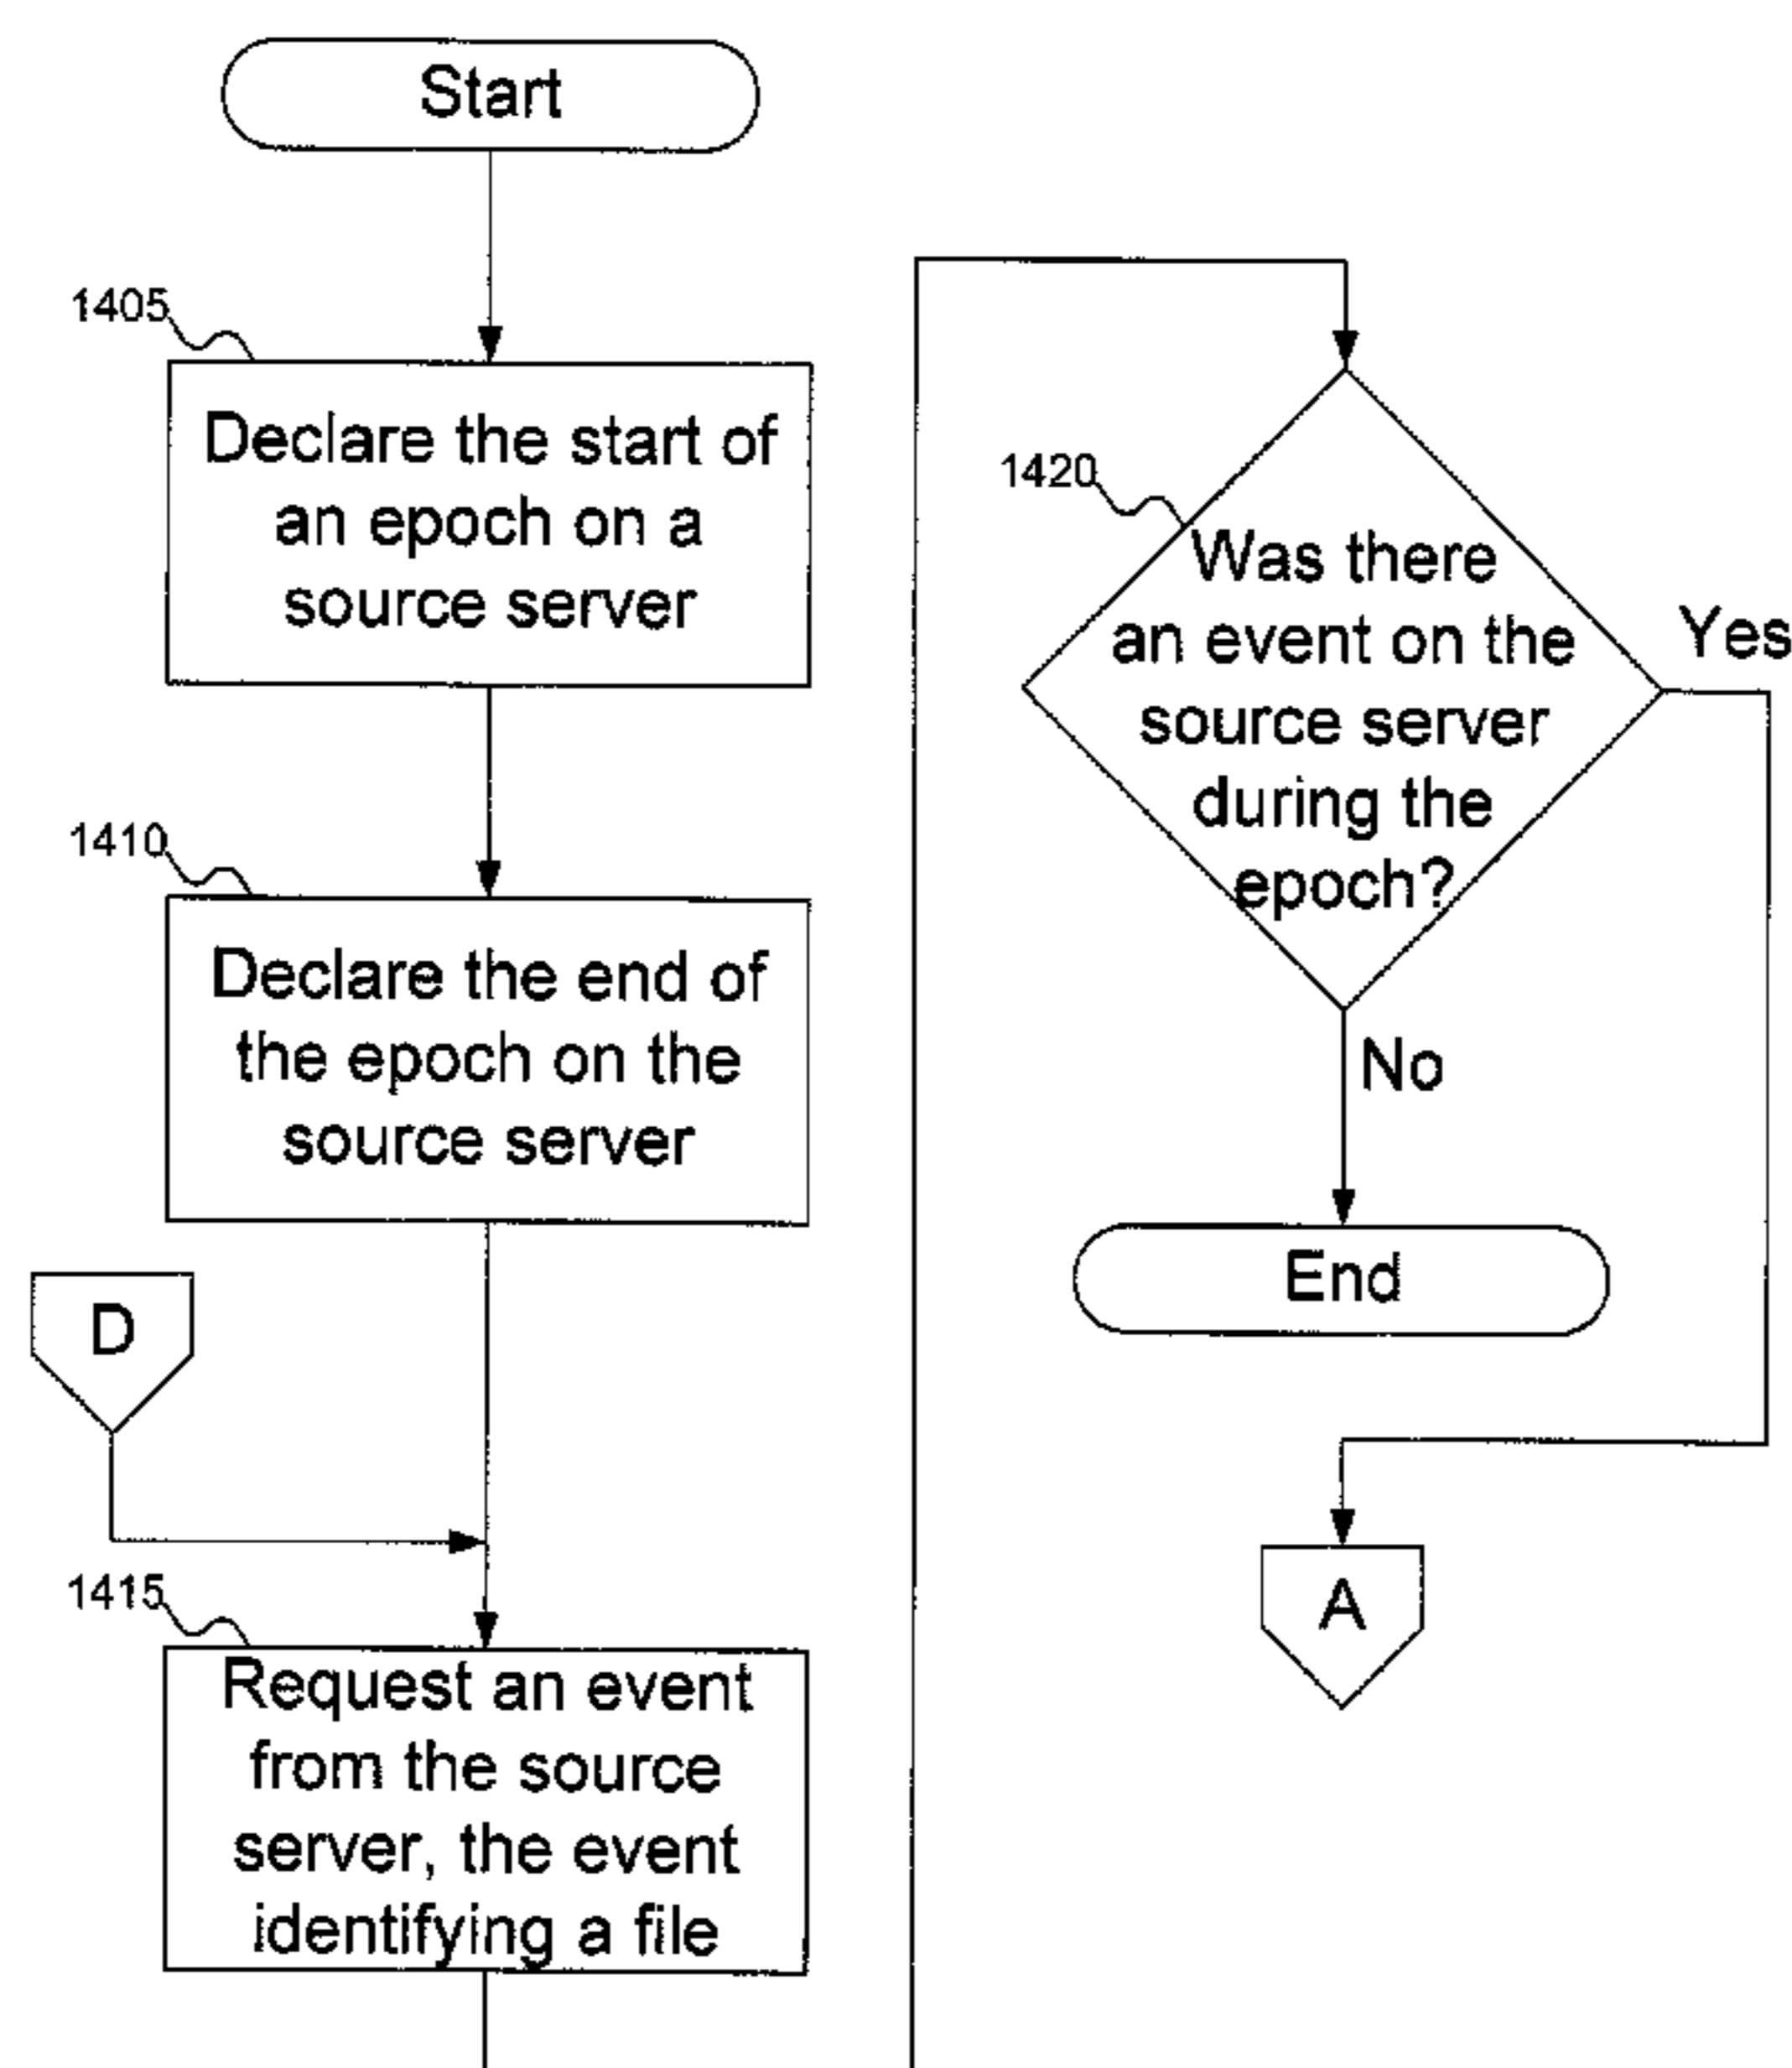 Start
1405
Declare the start of
an epoch on a
source server
1410
Declare the end of
the epoch on the
source server
D
1415
Request an event
from the source
server, the event
identifying a file
1420
Was there
an event on the
source server
during the
epoch?
Yes
No
End
A